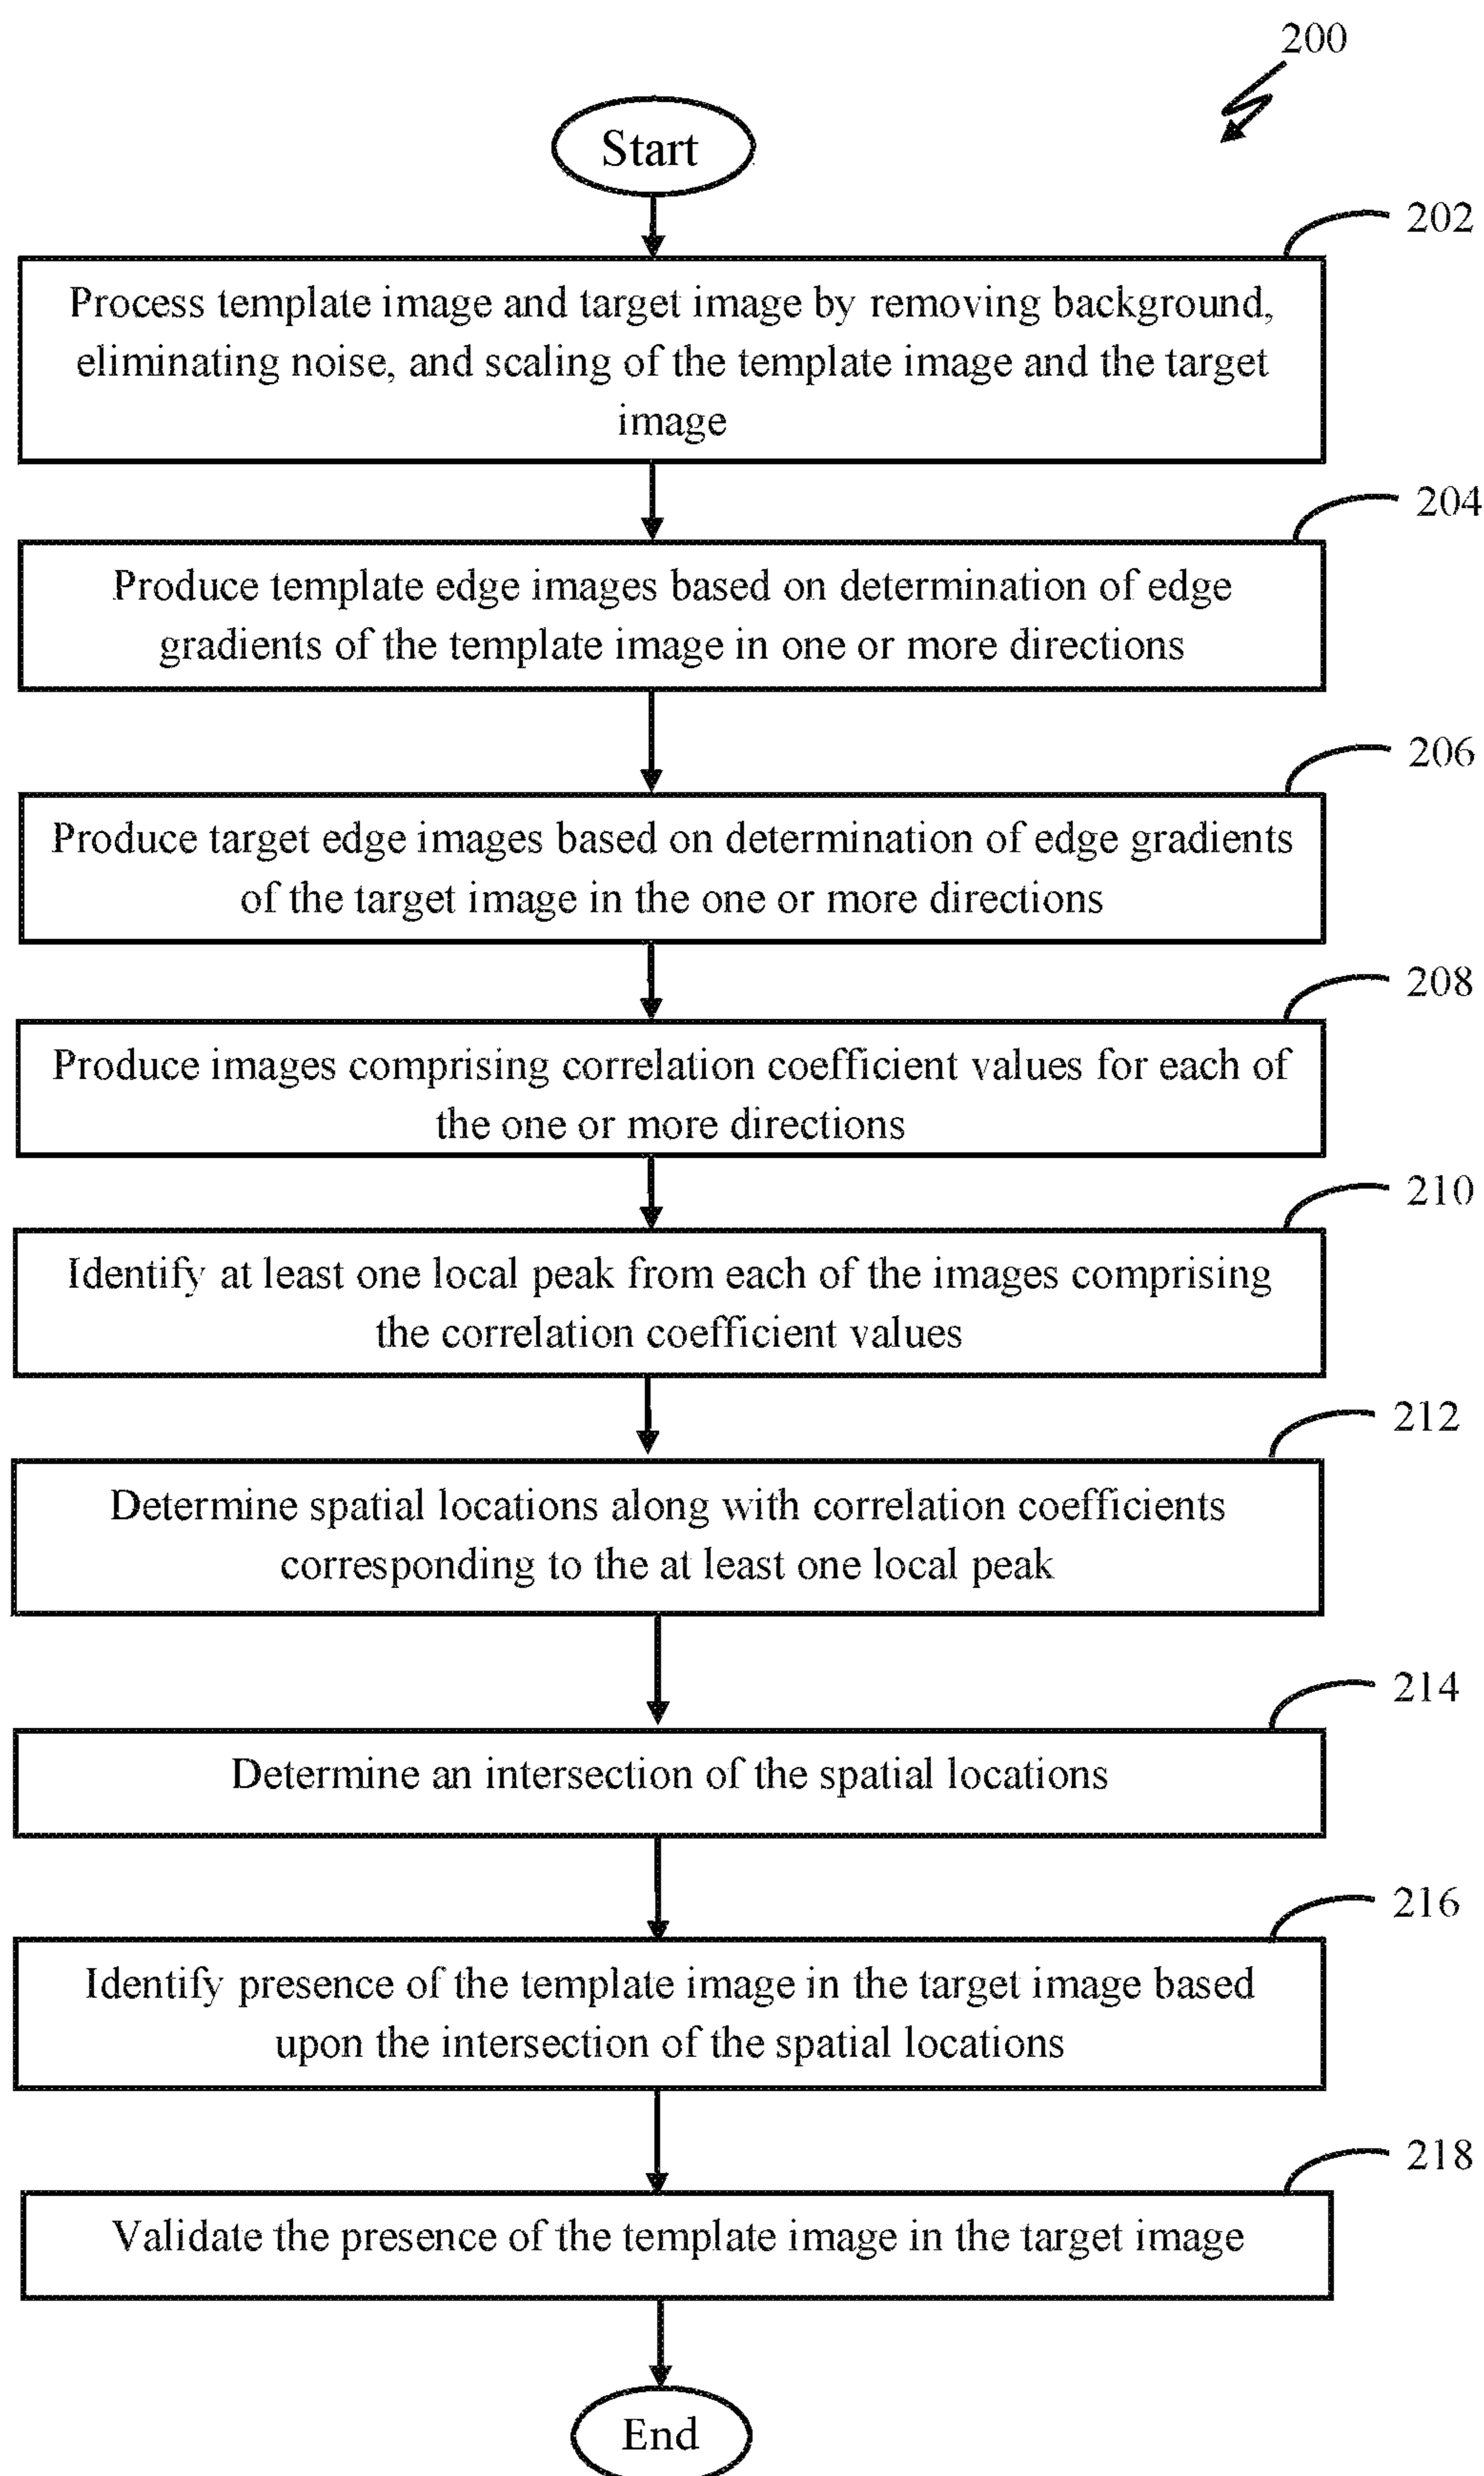 200
Start
202
Process template image and target image by removing background,
eliminating noise, and scaling of the template image and the target
image
204
Produce template edge images based on determination of edge
gradients of the template image in one or more directions
206
Produce target edge images based on determination of edge gradients
of the target image in the one or more directions
208
Produce images comprising correlation coefficient values for each of
the one or more directions
210
Identify at least one local peak from each of the images comprising
the correlation coefficient values
212
Determine spatial locations along with correlation coefficients
corresponding to the at least one local peak
214
Determine an intersection of the spatial locations
216
Identify presence of the template image in the target image based
upon the intersection of the spatial locations
218
Validate the presence of the template image in the target image
End